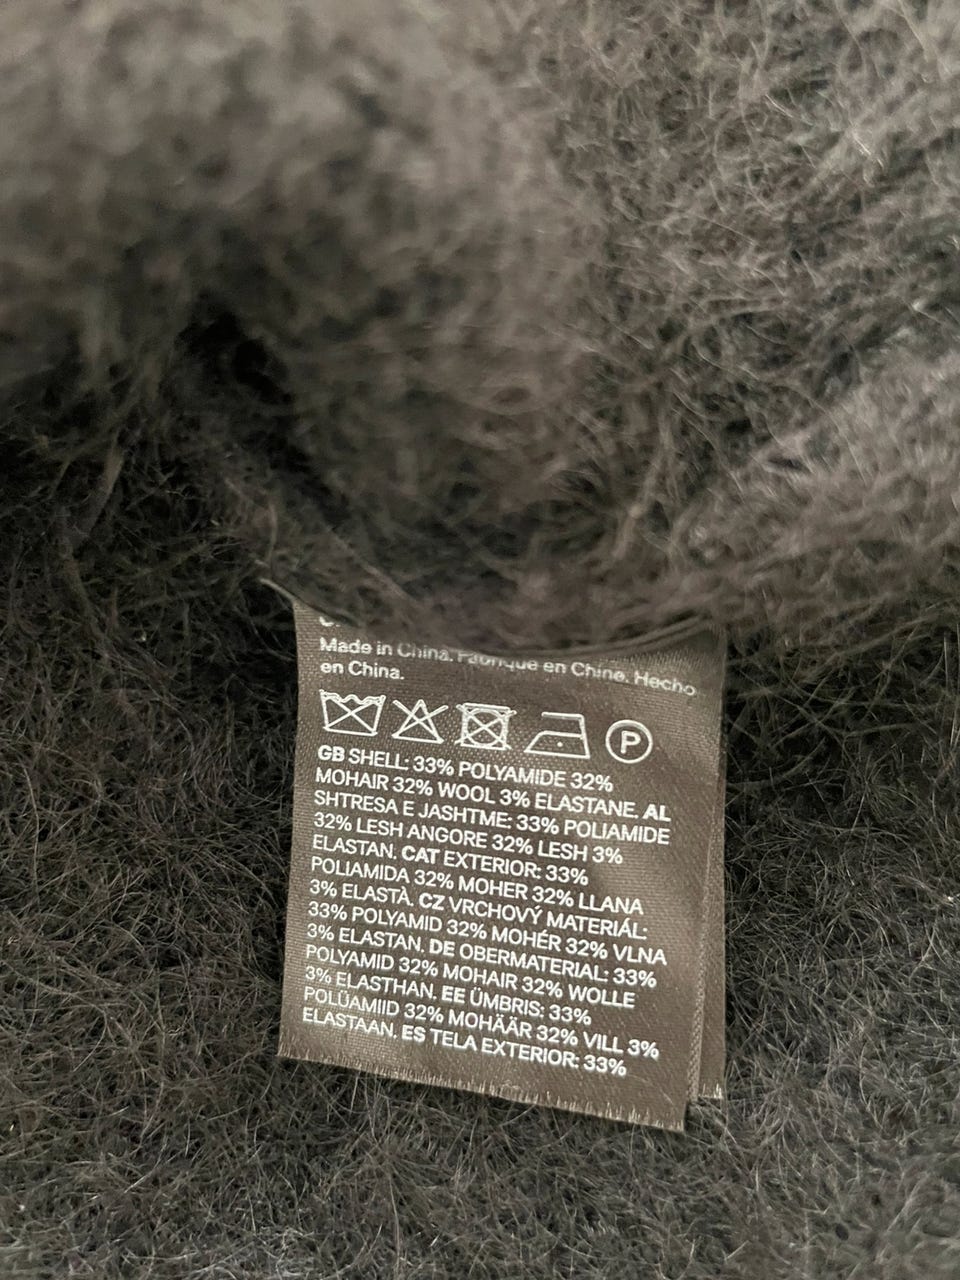 Made in China. Fabriqué en Chine. Hecho
en China.
P
GB SHELL: 33% POLYAMIDE 32%
MOHAIR 32% WOOL 3% ELASTANE. AL
SHTRESA E JASHTME: 33% POLIAMIDE
32% LESH ANGORE 32% LESH 3%
ELASTAN. CAT EXTERIOR: 33%
POLIAMIDA 32% MOHER 32% LLANA
3% ELASTÀ. CZ VRCHOVÝ MATERIÁL:
33% POLYAMID 32% MOHÉR 32% VLNA
3% ELASTAN. DE OBERMATERIAL: 33%
POLYAMID 32% MOHAIR 32% WOLLE
3% ELASTHAN. EE ÜMBRIS: 33%
POLÜAMIID 32% MOHÄÄR 32% VILL 3%
ELASTAAN. ES TELA EXTERIOR: 33%